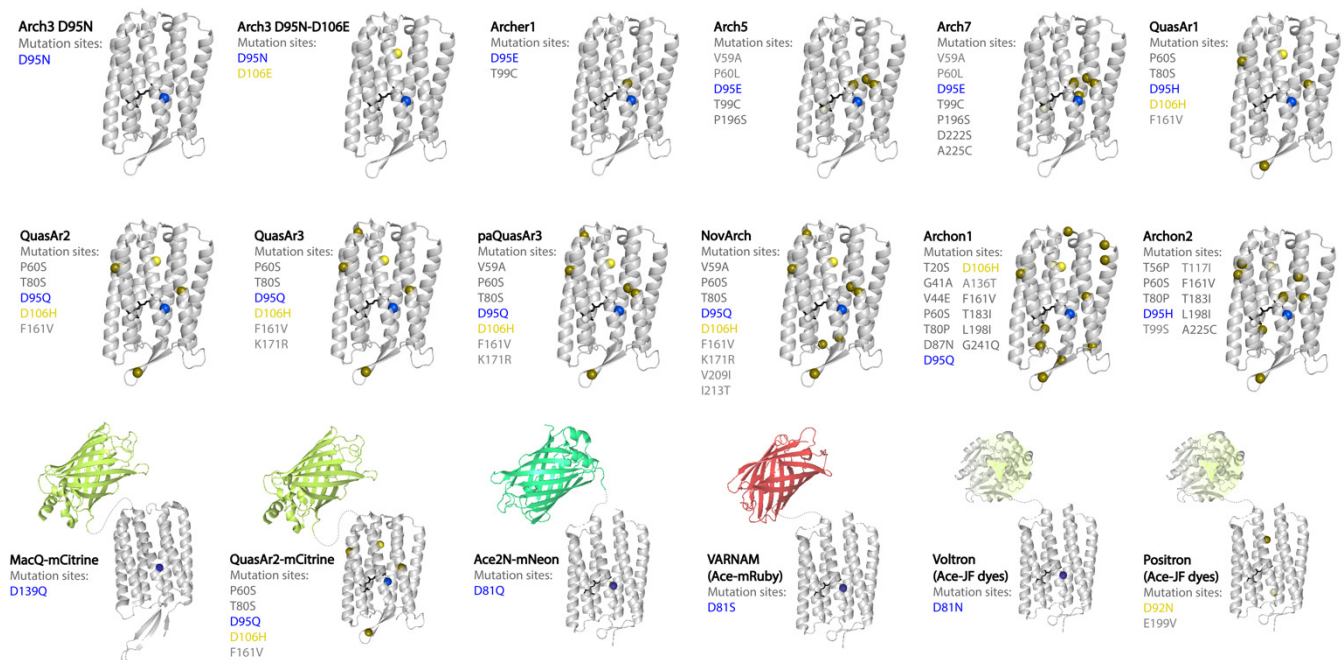 Arch3 D95N
Mutation sites:
D95N
Arch3 D95N-D106E
Mutation sites:
D95N
D106E
Archer1
Mutation sites:
D95E
T99C
Arch5
Mutation sites:
V59A
P60L
D95E
T99C
P196S
Arch7
Mutation sites:
V59A
P60L
D95E
T99C
P196S
D222S
A225C
QuasAr1
Mutation sites:
P60S
T80S
D95H
D106H
F161V
QuasAr2
Mutation sites:
P60S
T80S
D95Q
D106H
F161V
QuasAr3
Mutation sites:
P60S
T80S
D95Q
D106H
F161V
K171R
paQuasAr3
Mutation sites:
V59A
P60S
T80S
D95Q
D106H
F161V
K171R
NovArch
Mutation sites:
V59A
P60S
T80S
D95Q
D106H
F161V
K171R
V209I
I213T
Archon1
Mutation sites:
T20S D106H
G41A A136T
V44E F161V
P60S T183I
T80P L198I
D87N G241Q
D95Q
Archon2
Mutation sites:
T56P T117I
P60S F161V
T80P T183I
D95H L198I
T99S A225C
MacQ-mCitrine
Mutation sites:
D139Q
QuasAr2-mCitrine
Mutation sites:
P60S
T80S
D95Q
D106H
F161V
Ace2N-mNeon
Mutation sites:
D81Q
VARNAM
(Ace-mRuby)
Mutation sites:
D81S
Voltron
(Ace-JF dyes)
Mutation sites:
D81N
Positron
(Ace-JF dyes)
Mutation sites:
D92N
E199V